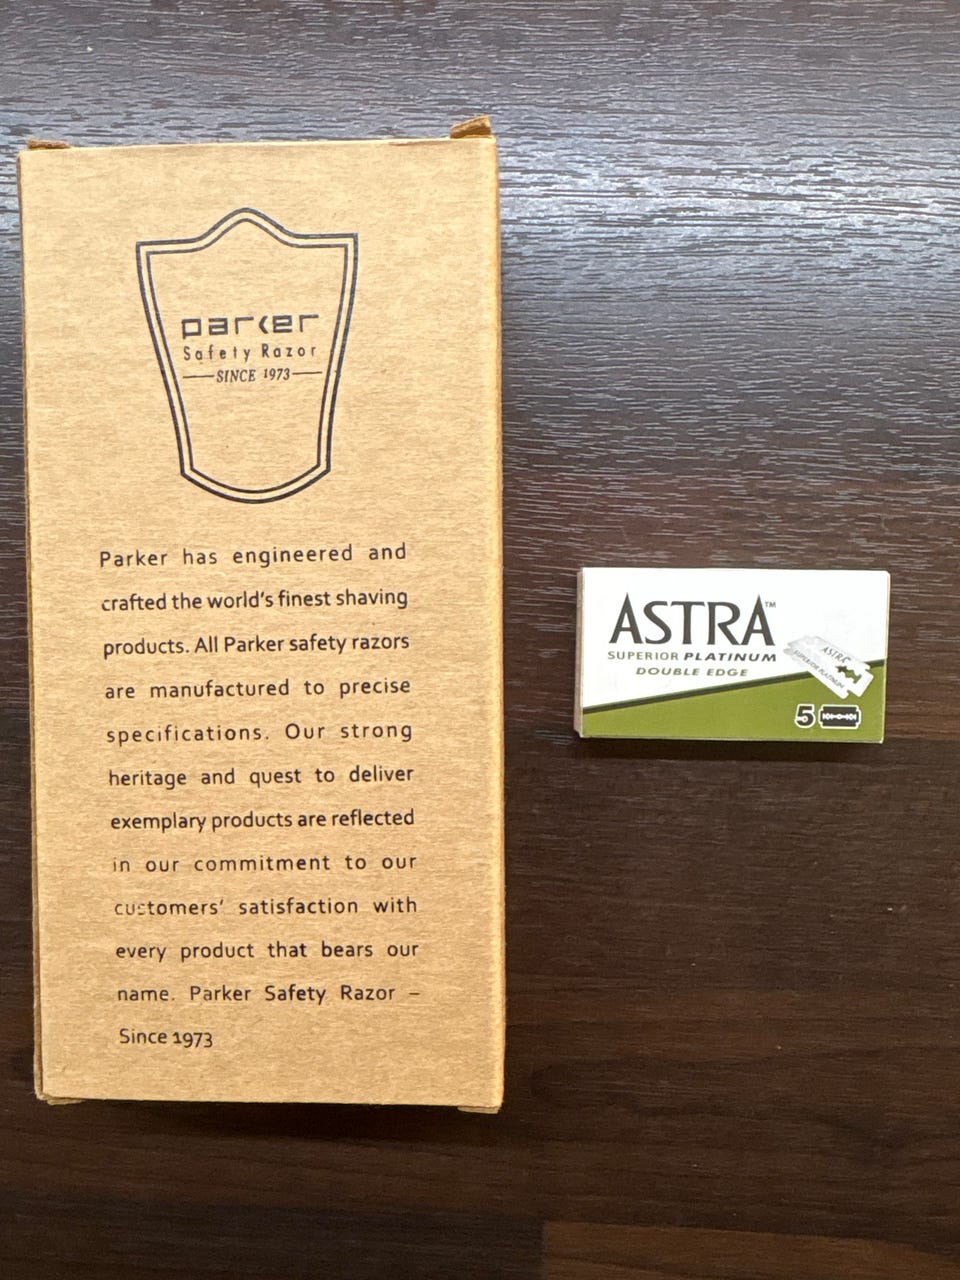 parker
Safety Razor
SINCE 1973
Parker has engineered and
crafted the world's finest shaving
products. All Parker safety razors
are manufactured to precise
specifications. Our strong
heritage and quest to deliver
exemplary products are reflected
in our commitment to our
customers' satisfaction with
every product that bears our
name. Parker Safety Razor –
Since 1973
ASTRA™
SUPERIOR PLATINUM
DOUBLE EDGE
ASTRA
SUPERIOR PLATINUM
5